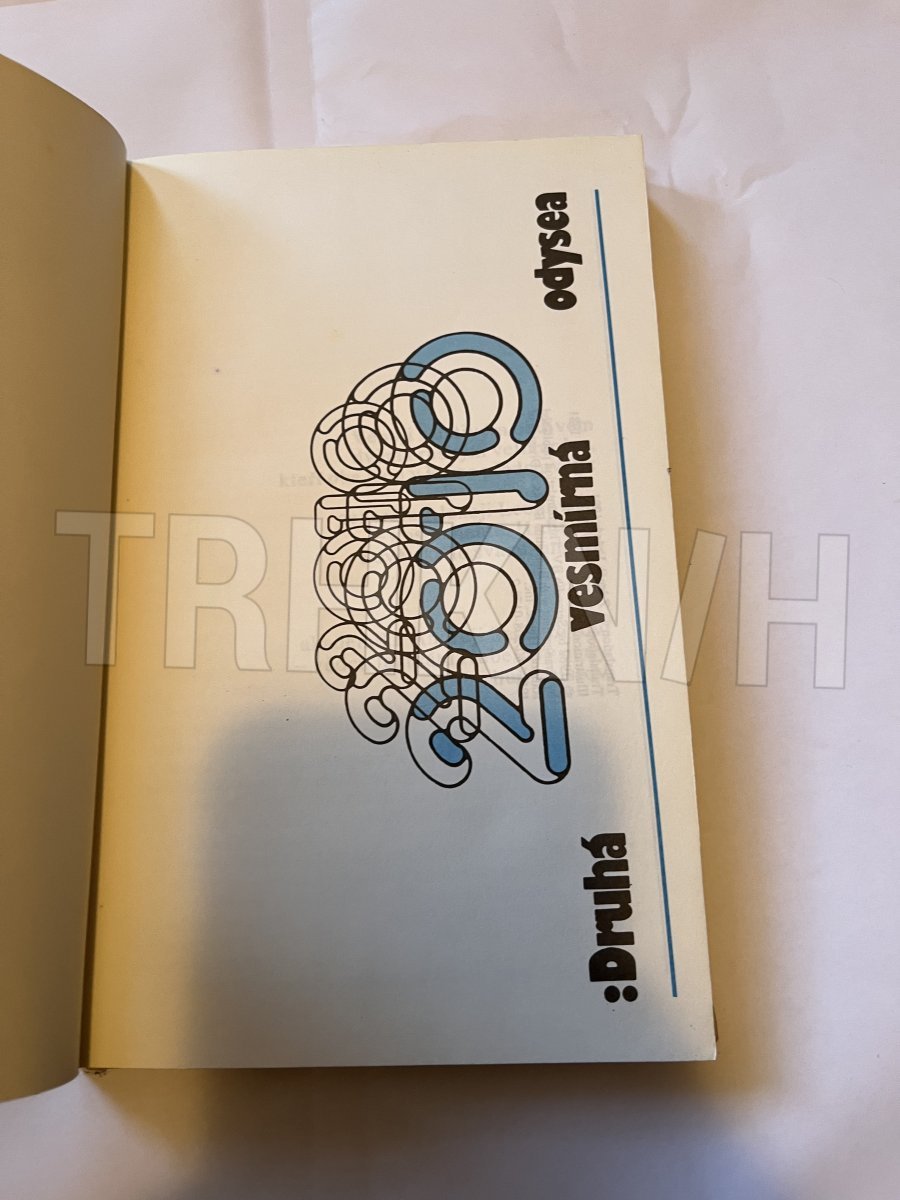 2010
:Druhá vesmírná odysea